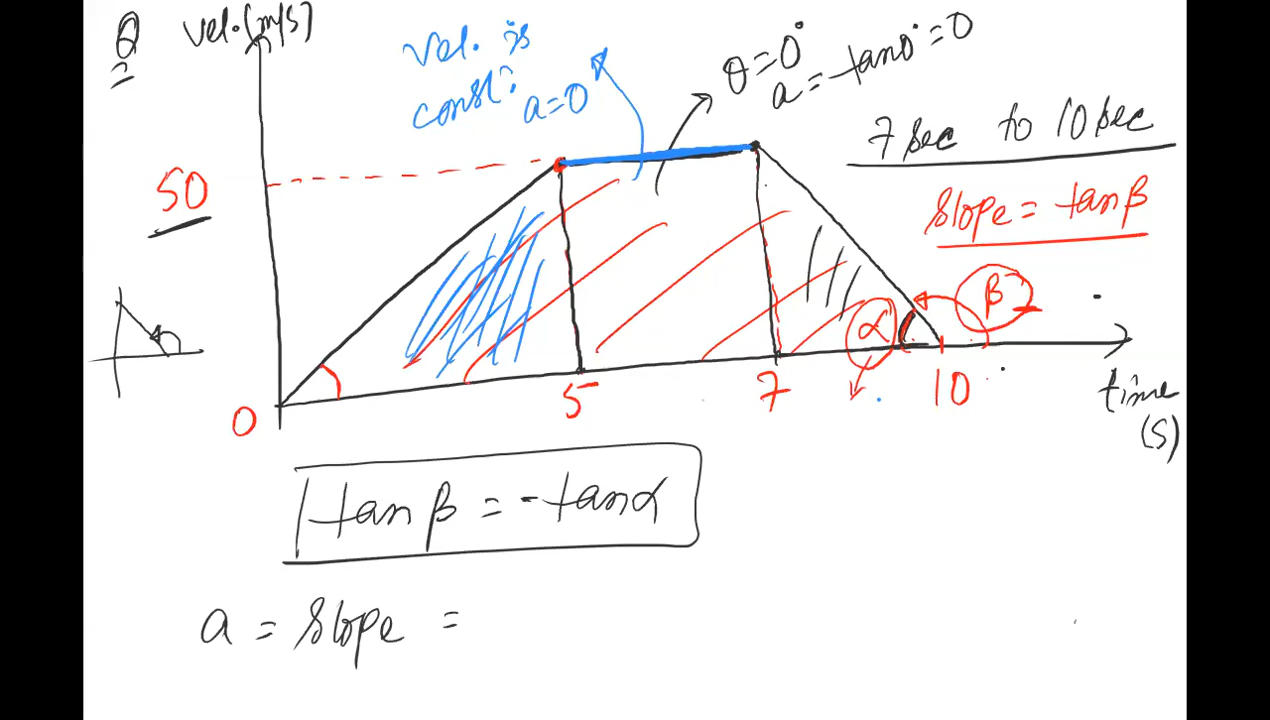 Q
Vel. (m/s)
Vel. is
const.
a=0
θ=0°
a=tan0°=0
7 sec to 10 sec
slope = tanβ
50
α
β
0
5
7
10
time
(s)
tanβ = -tanα
a = slope =